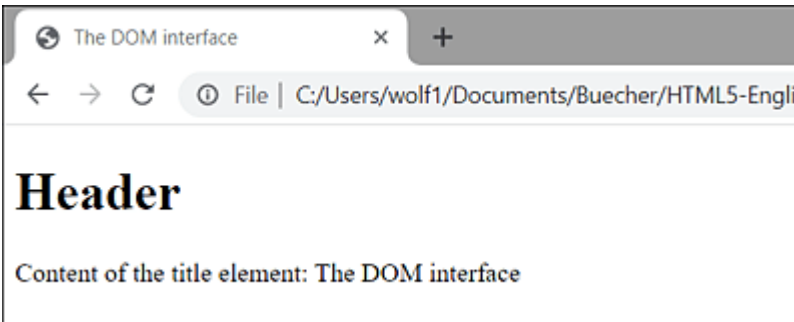 The DOM interface
File | C:/Users/wolf1/Documents/Buecher/HTML5-Engli
Header
Content of the title element: The DOM interface